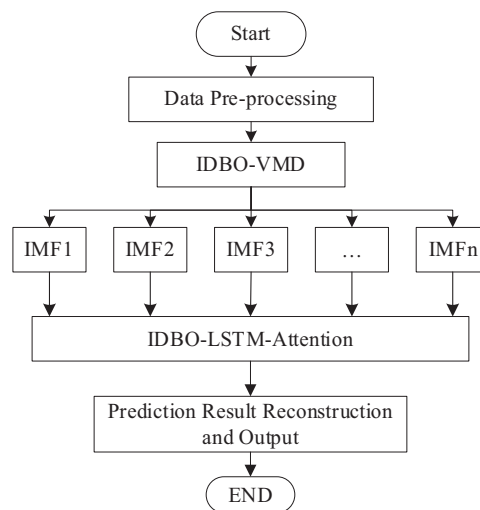 Start
Data Pre-processing
IDBO-VMD
IMF1 IMF2 IMF3 … IMFn
IDBO-LSTM-Attention
Prediction Result Reconstruction
and Output
END